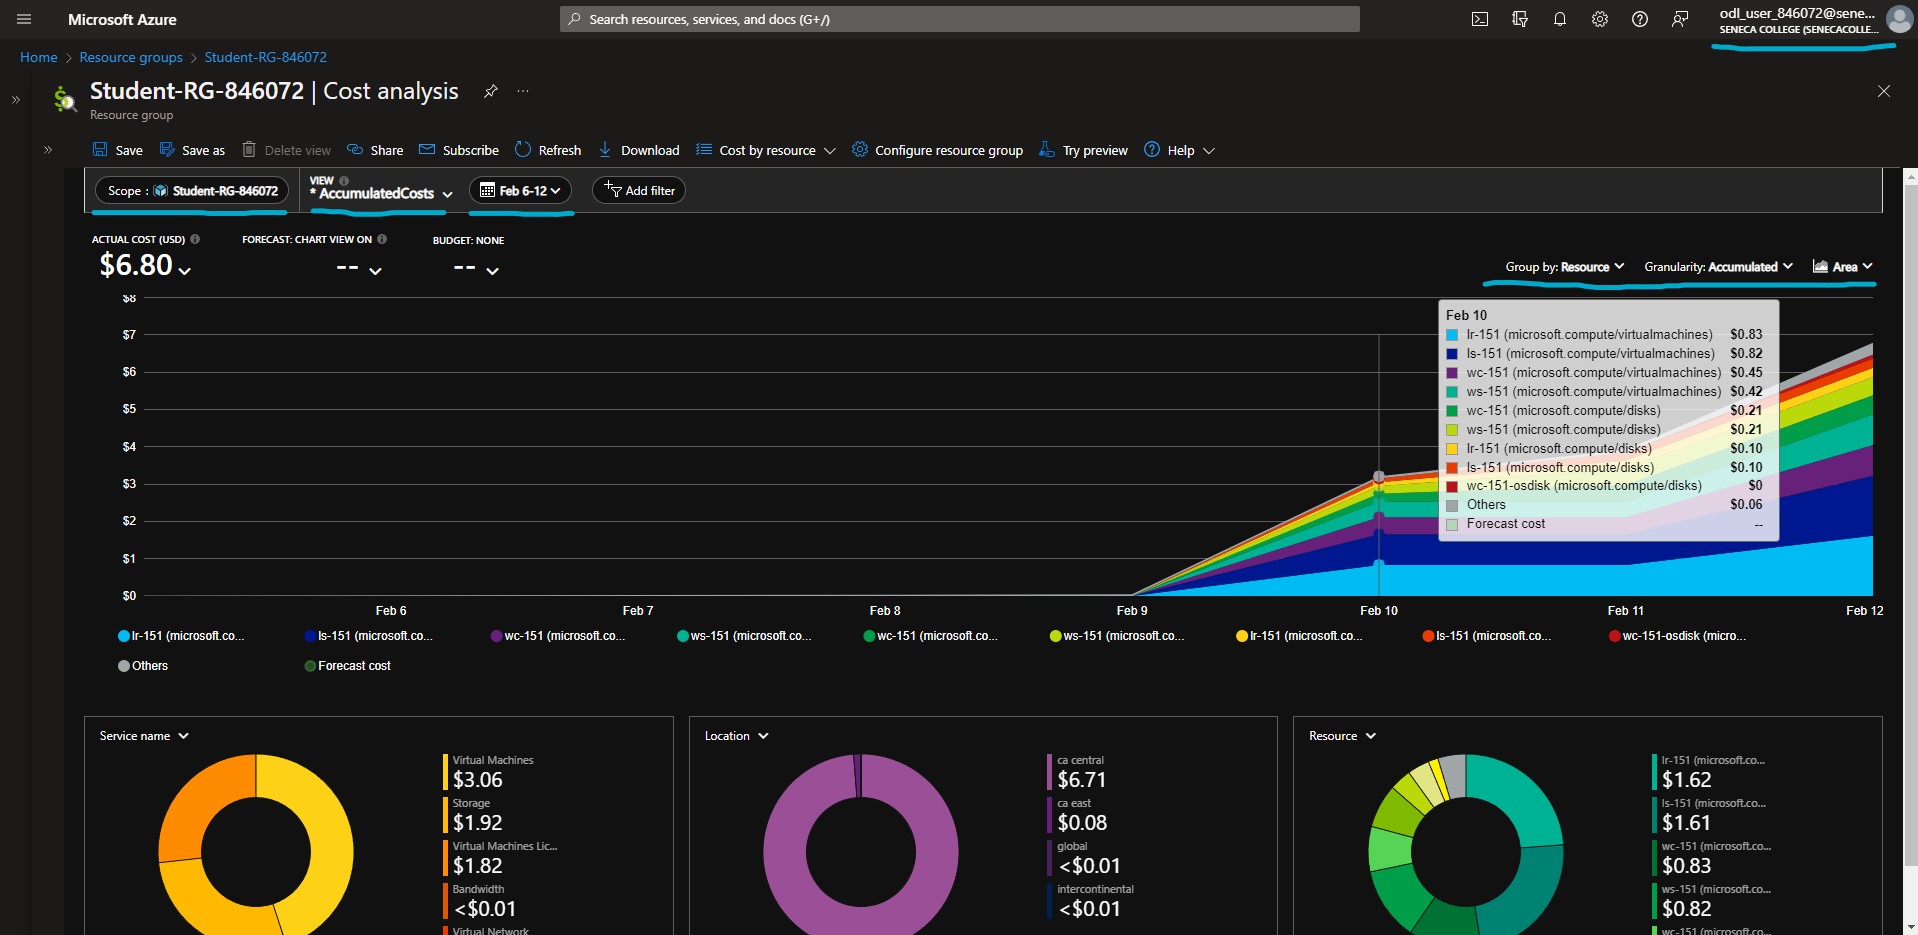 Microsoft Azure
Search resources, services, and docs (G+/)
odl_user_846072@sene...
SENECA COLLEGE (SENECACOLLE...
Home > Resource groups > Student-RG-846072
Student-RG-846072 | Cost analysis
Resource group
Save Save as Delete view Share Subscribe Refresh Download Cost by resource Configure resource group Try preview Help
Scope : Student-RG-846072
VIEW
* AccumulatedCosts
Feb 6-12
Add filter
ACTUAL COST (USD)
$6.80
FORECAST: CHART VIEW ON
--
BUDGET: NONE
--
Group by: Resource Granularity: Accumulated Area
$8
$7
$6
$5
$4
$3
$2
$1
$0
Feb 10
lr-151 (microsoft.compute/virtualmachines) $0.83
ls-151 (microsoft.compute/virtualmachines) $0.82
wc-151 (microsoft.compute/virtualmachines) $0.45
ws-151 (microsoft.compute/virtualmachines) $0.42
wc-151 (microsoft.compute/disks) $0.21
ws-151 (microsoft.compute/disks) $0.21
lr-151 (microsoft.compute/disks) $0.10
ls-151 (microsoft.compute/disks) $0.10
wc-151-osdisk (microsoft.compute/disks) $0
Others $0.06
Forecast cost --
Feb 6 Feb 7 Feb 8 Feb 9 Feb 10 Feb 11 Feb 12
lr-151 (microsoft.co... ls-151 (microsoft.co... wc-151 (microsoft.co... ws-151 (microsoft.co... wc-151 (microsoft.co... ws-151 (microsoft.co... lr-151 (microsoft.co... ls-151 (microsoft.co... wc-151-osdisk (micro...
Others Forecast cost
Service name
Virtual Machines
$3.06
Storage
$1.92
Virtual Machines Lic...
$1.82
Bandwidth
<$0.01
Virtual Network
Location
ca central
$6.71
ca east
$0.08
global
<$0.01
intercontinental
<$0.01
Resource
lr-151 (microsoft.co...
$1.62
ls-151 (microsoft.co...
$1.61
wc-151 (microsoft.co...
$0.83
ws-151 (microsoft.co...
$0.82
wc-151 (microsoft.co...